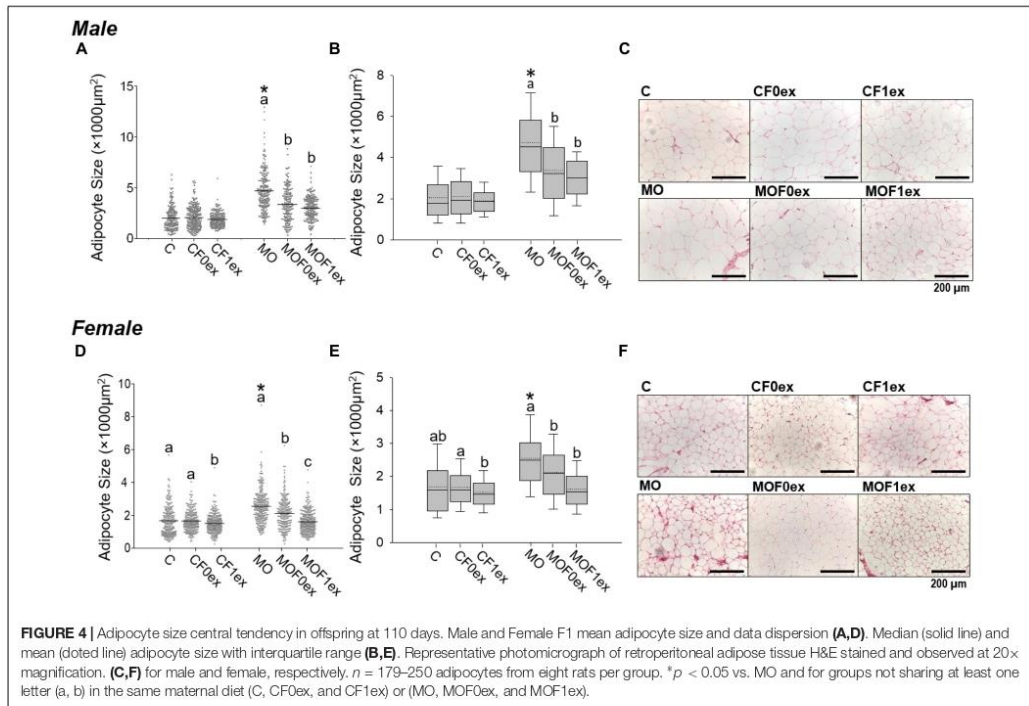 Male
A
B
C
Adipocyte Size (×1000µm²)
15
10
5
0
*
a
b
b
C
CF0ex
CF1ex
MO
MOF0ex
MOF1ex
Adipocyte Size (×1000µm²)
8
6
4
2
0
*
a
b
b
C
CF0ex
CF1ex
MO
MOF0ex
MOF1ex
C
CF0ex
CF1ex
MO
MOF0ex
MOF1ex
200 µm
Female
D
E
F
Adipocyte Size (×1000µm²)
10
8
6
4
2
0
a
a
b
*
a
b
c
C
CF0ex
CF1ex
MO
MOF0ex
MOF1ex
Adipocyte Size (×1000µm²)
5
4
3
2
1
0
ab
a
b
*
a
b
b
C
CF0ex
CF1ex
MO
MOF0ex
MOF1ex
C
CF0ex
CF1ex
MO
MOF0ex
MOF1ex
200 µm
FIGURE 4 | Adipocyte size central tendency in offspring at 110 days. Male and Female F1 mean adipocyte size and data dispersion (A,D). Median (solid line) and
mean (dotted line) adipocyte size with interquartile range (B,E). Representative photomicrograph of retroperitoneal adipose tissue H&E stained and observed at 20×
magnification. (C,F) for male and female, respectively. n = 179–250 adipocytes from eight rats per group. *p < 0.05 vs. MO and for groups not sharing at least one
letter (a, b) in the same maternal diet (C, CF0ex, and CF1ex) or (MO, MOF0ex, and MOF1ex).